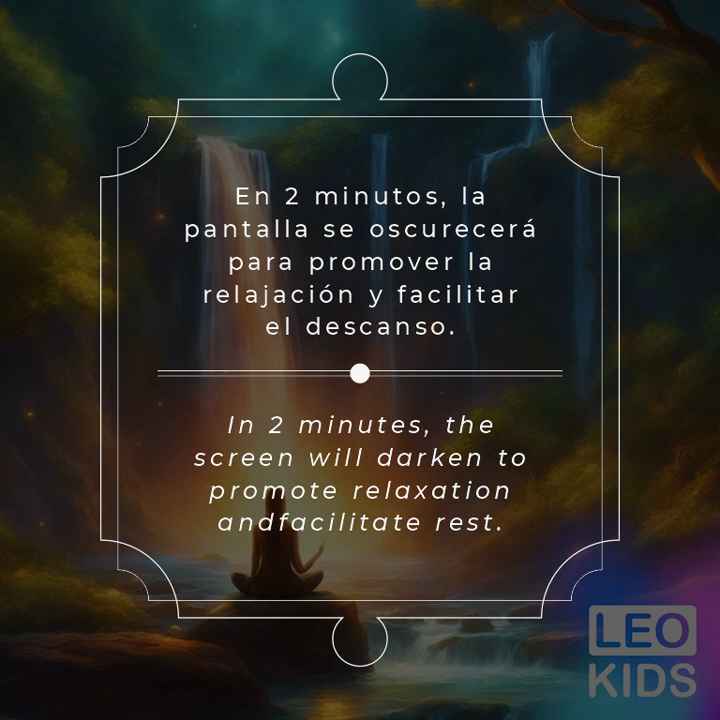 En 2 minutos, la
pantalla se oscurecerá
para promover la
relajación y facilitar
el descanso.
In 2 minutes, the
screen will darken to
promote relaxation
andfacilitate rest.
LEO
KIDS